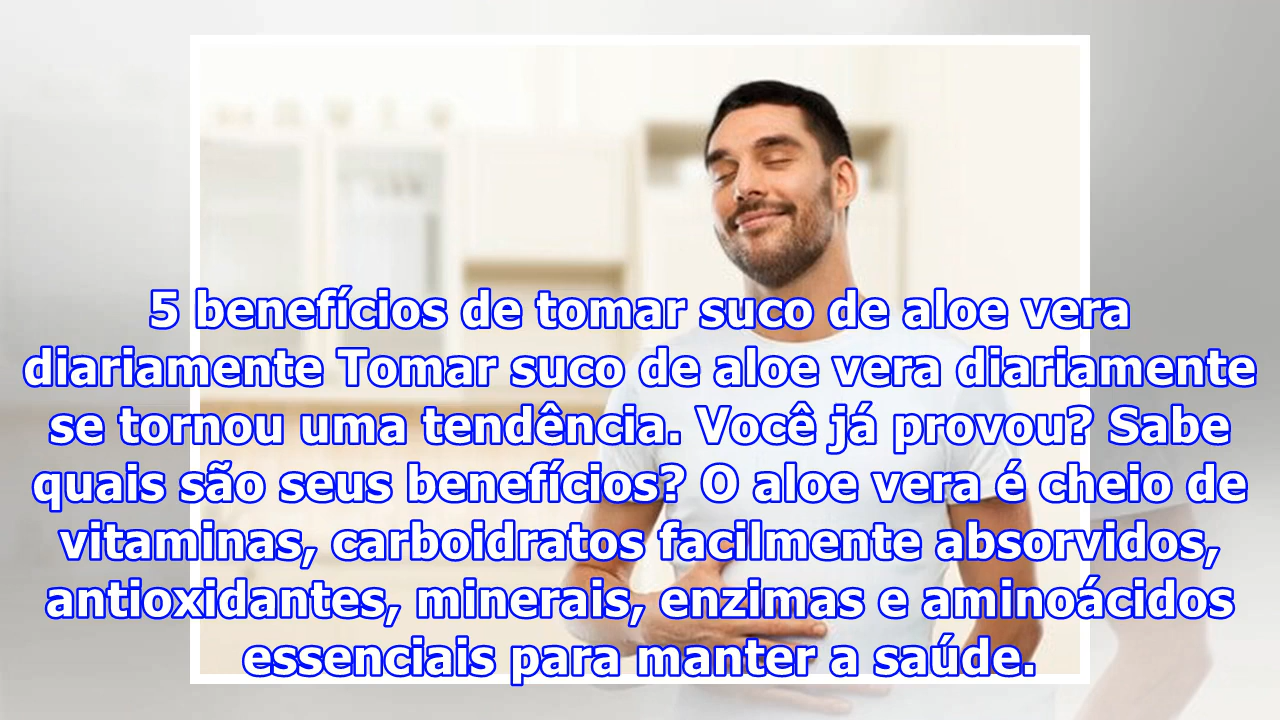 5 benefícios de tomar suco de aloe vera
diariamente Tomar suco de aloe vera diariamente
se tornou uma tendência. Você já provou? Sabe
quais são seus benefícios? O aloe vera é cheio de
vitaminas, carboidratos facilmente absorvidos,
antioxidantes, minerais, enzimas e aminoácidos
essenciais para manter a saúde.